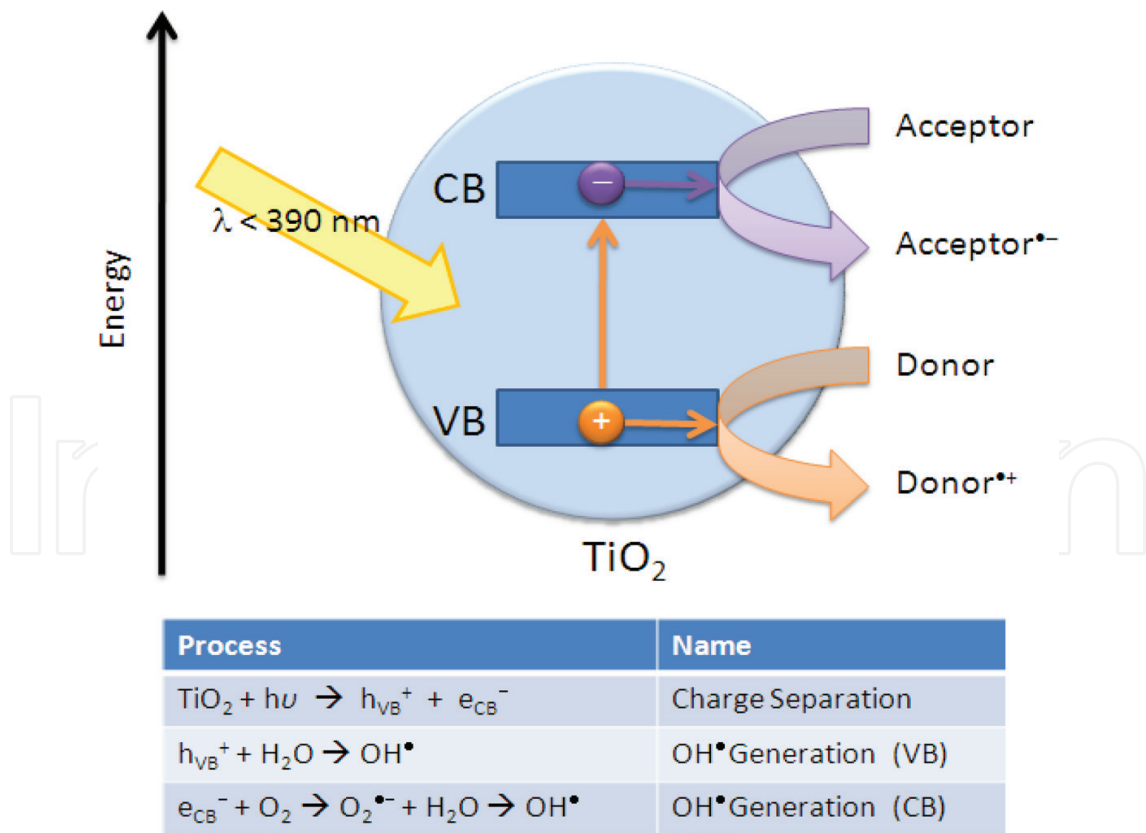 Energy
λ < 390 nm
CB
−
VB
+
TiO₂
Acceptor
Acceptor•−
Donor
Donor•+
Process Name
TiO₂ + hυ → hVB⁺ + eCB⁻ Charge Separation
hVB⁺ + H₂O → OH• OH• Generation (VB)
eCB⁻ + O₂ → O₂•− + H₂O → OH• OH• Generation (CB)